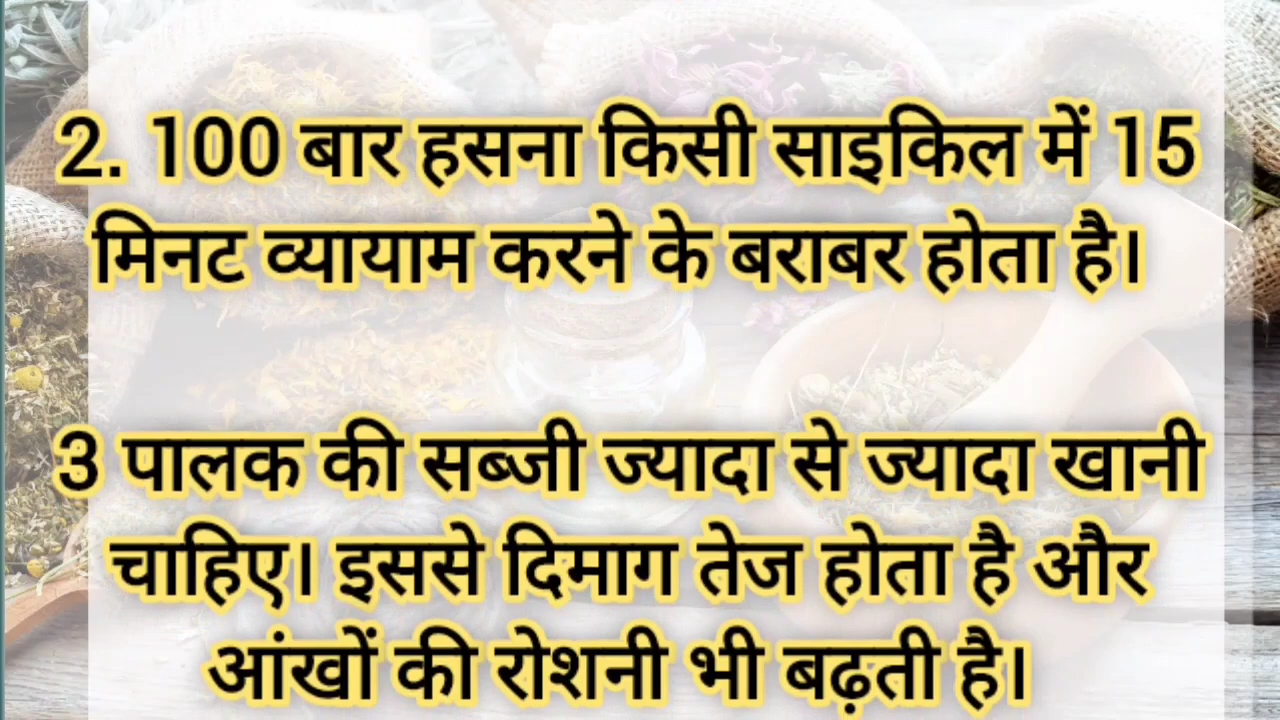 2. 100 बार हसना किसी साइकिल में 15
मिनट व्यायाम करने के बराबर होता है।
3 पालक की सब्जी ज्यादा से ज्यादा खानी
चाहिए। इससे दिमाग तेज होता है और
आंखों की रोशनी भी बढ़ती है।